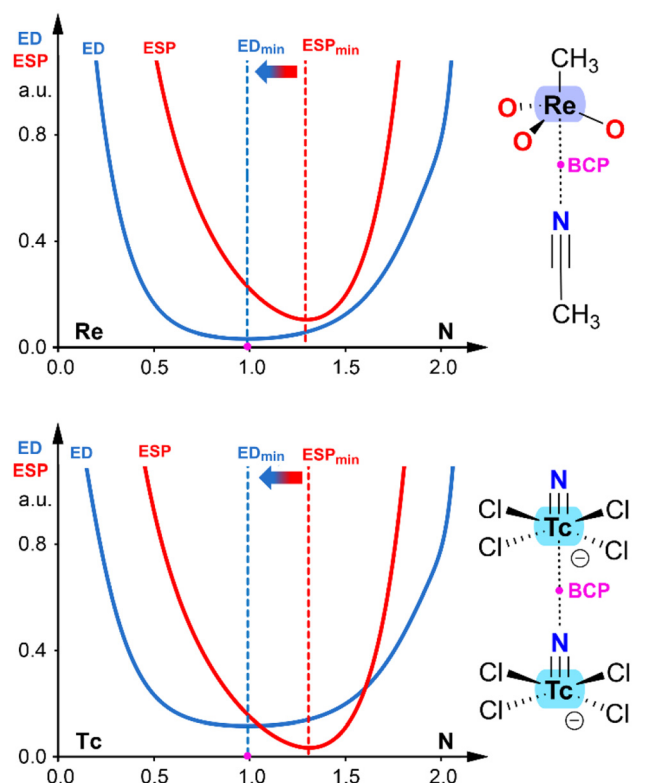 ED ED ESP EDmin ESPmin
ESP
a.u.
0.8
0.4
Re N
0.0
0.0 0.5 1.0 1.5 2.0
CH3
O Re O
O
BCP
N
CH3
ED ED ESP EDmin ESPmin
ESP
a.u.
0.8
0.4
Tc N
0.0
0.0 0.5 1.0 1.5 2.0
N
Cl Tc Cl
Cl ⊖ Cl
BCP
N
Cl Tc Cl
Cl ⊖ Cl